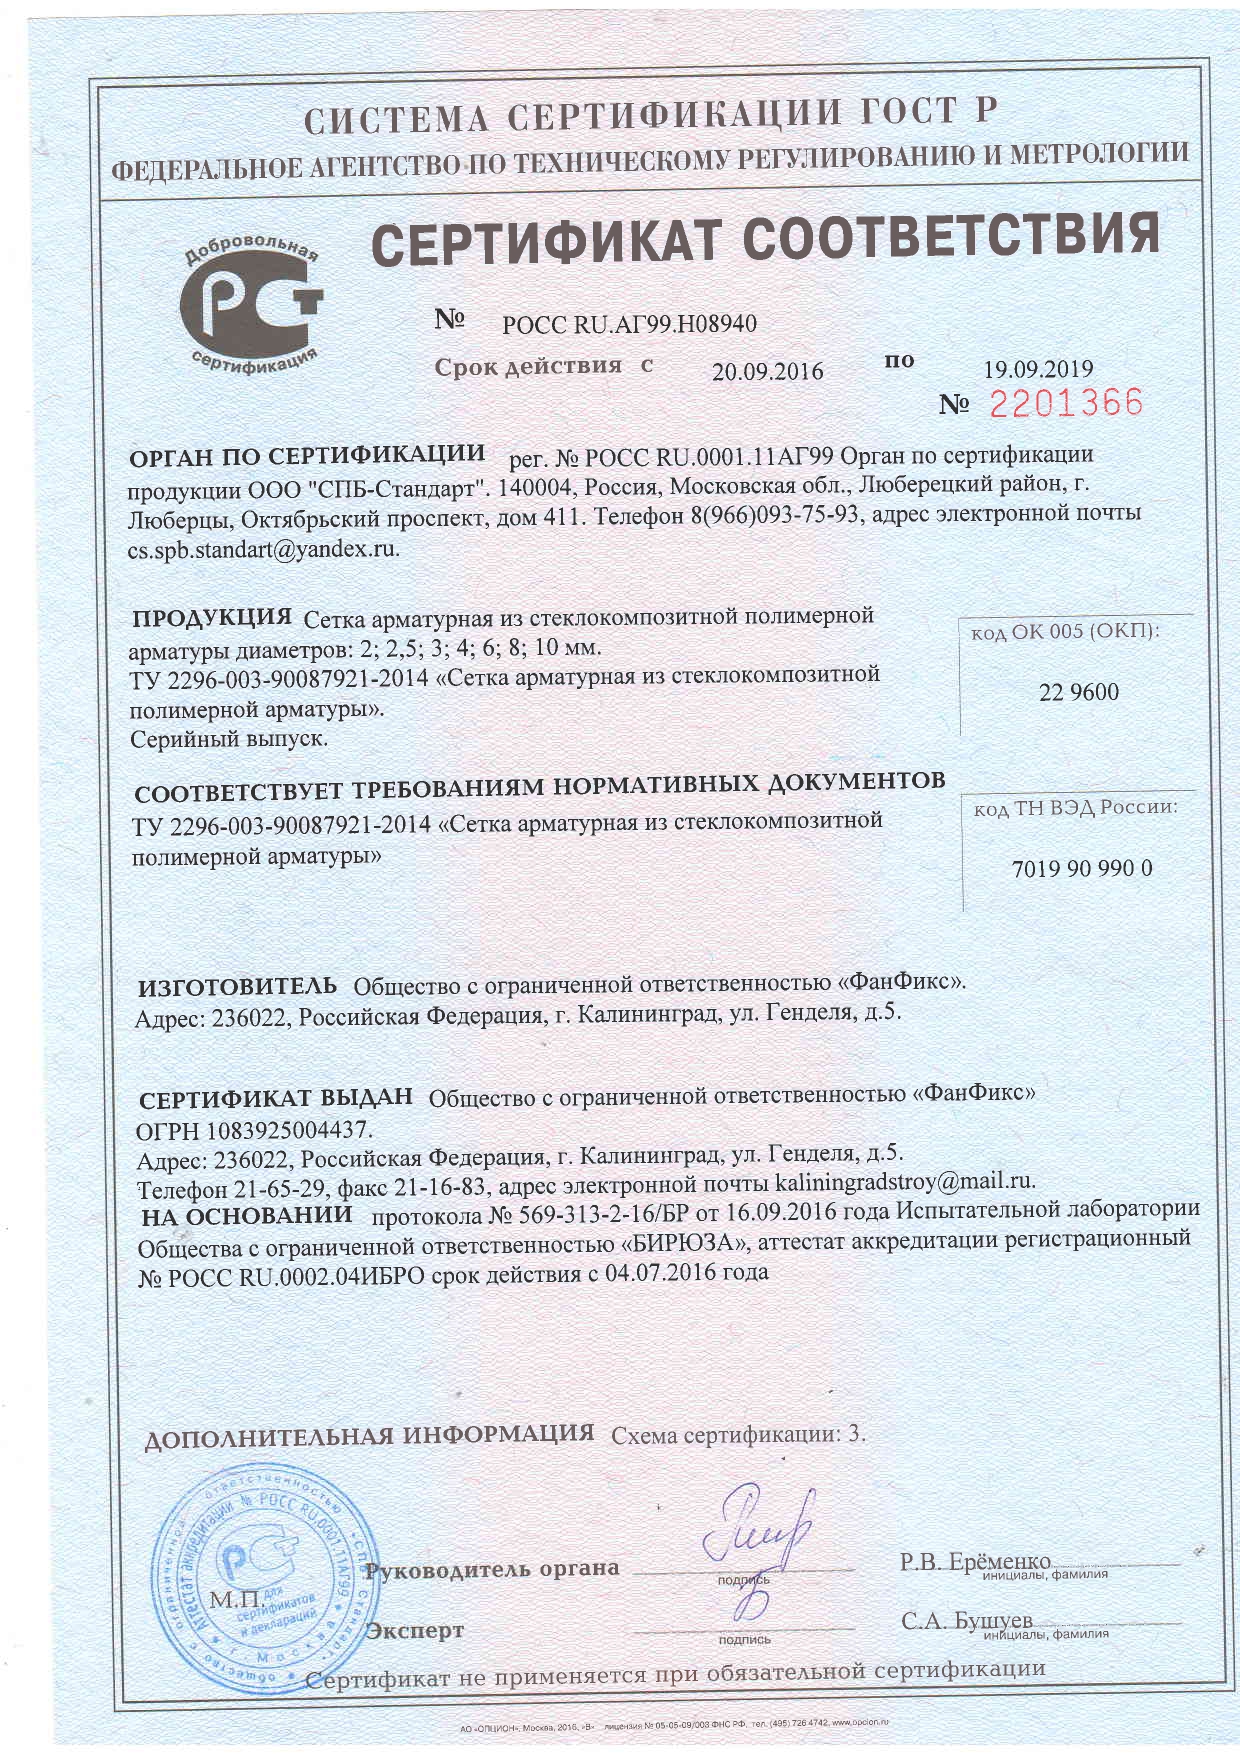 СИСТЕМА СЕРТИФИКАЦИИ ГОСТ Р
ФЕДЕРАЛЬНОЕ АГЕНТСТВО ПО ТЕХНИЧЕСКОМУ РЕГУЛИРОВАНИЮ И МЕТРОЛОГИИ
Добровольная
РСТ
сертификация
СЕРТИФИКАТ СООТВЕТСТВИЯ
№ РОСС RU.АГ99.Н08940
Срок действия с 20.09.2016 по 19.09.2019
№ 2201366
ОРГАН ПО СЕРТИФИКАЦИИ рег. № РОСС RU.0001.11АГ99 Орган по сертификации
продукции ООО "СПБ-Стандарт". 140004, Россия, Московская обл., Люберецкий район, г.
Люберцы, Октябрьский проспект, дом 411. Телефон 8(966)093-75-93, адрес электронной почты
cs.spb.standart@yandex.ru.
ПРОДУКЦИЯ Сетка арматурная из стеклокомпозитной полимерной
арматуры диаметров: 2; 2,5; 3; 4; 6; 8; 10 мм.
ТУ 2296-003-90087921-2014 «Сетка арматурная из стеклокомпозитной
полимерной арматуры».
Серийный выпуск.
код ОК 005 (ОКП):
22 9600
СООТВЕТСТВУЕТ ТРЕБОВАНИЯМ НОРМАТИВНЫХ ДОКУМЕНТОВ
ТУ 2296-003-90087921-2014 «Сетка арматурная из стеклокомпозитной
полимерной арматуры»
код ТН ВЭД России:
7019 90 990 0
ИЗГОТОВИТЕЛЬ Общество с ограниченной ответственностью «ФанФикс».
Адрес: 236022, Российская Федерация, г. Калининград, ул. Генделя, д.5.
СЕРТИФИКАТ ВЫДАН Общество с ограниченной ответственностью «ФанФикс»
ОГРН 1083925004437.
Адрес: 236022, Российская Федерация, г. Калининград, ул. Генделя, д.5.
Телефон 21-65-29, факс 21-16-83, адрес электронной почты kaliningradstroy@mail.ru.
НА ОСНОВАНИИ протокола № 569-313-2-16/БР от 16.09.2016 года Испытательной лаборатории
Общества с ограниченной ответственностью «БИРЮЗА», аттестат аккредитации регистрационный
№ РОСС RU.0002.04ИБРО срок действия с 04.07.2016 года
ДОПОЛНИТЕЛЬНАЯ ИНФОРМАЦИЯ Схема сертификации: 3.
общество с ограниченной ответственностью «СПБ-Стандарт»
Аттестат аккредитации № РОСС RU.0001.11АГ99
г. Москва
РСТ
для
сертификатов
и деклараций
М.П.
Руководитель органа
подпись
Р.В. Ерёменко
инициалы, фамилия
Эксперт
подпись
С.А. Бушуев
инициалы, фамилия
Сертификат не применяется при обязательной сертификации
АО «ОПЦИОН», Москва, 2016, «В» лицензия № 05-05-09/003 ФНС РФ, тел. (495) 726 4742, www.opcion.ru